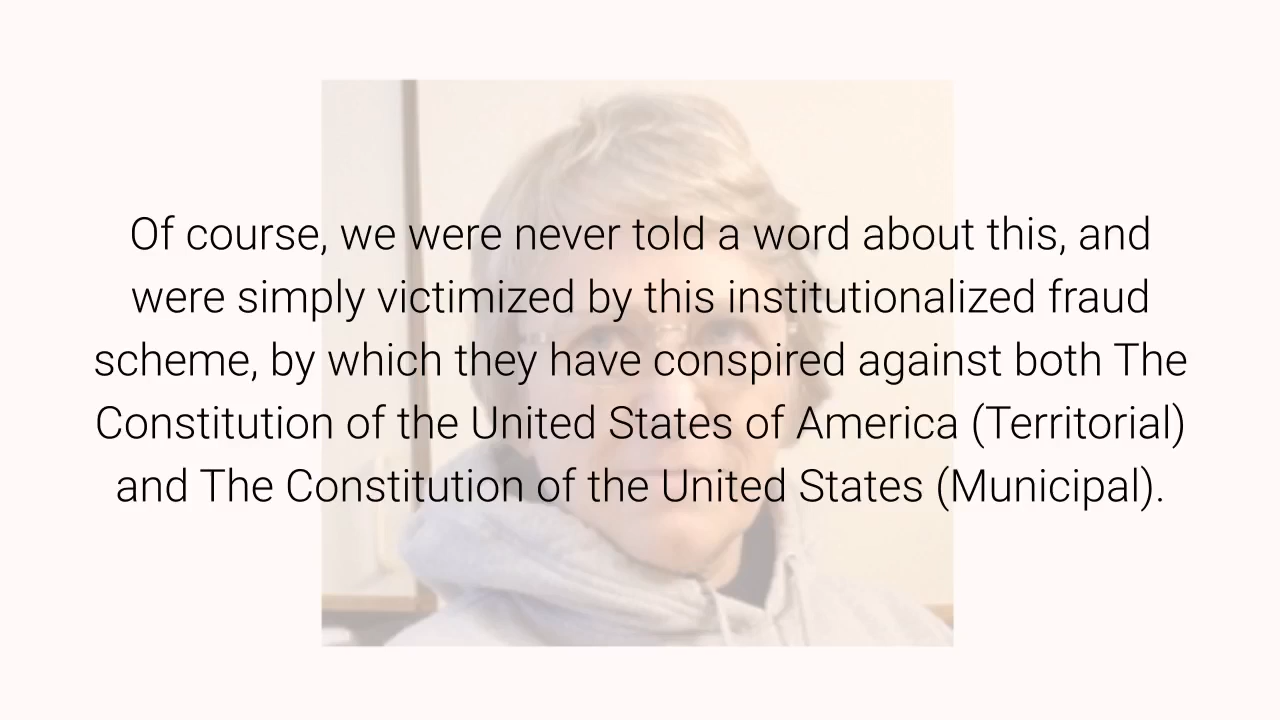 Of course, we were never told a word about this, and
were simply victimized by this institutionalized fraud
scheme, by which they have conspired against both The
Constitution of the United States of America (Territorial)
and The Constitution of the United States (Municipal).